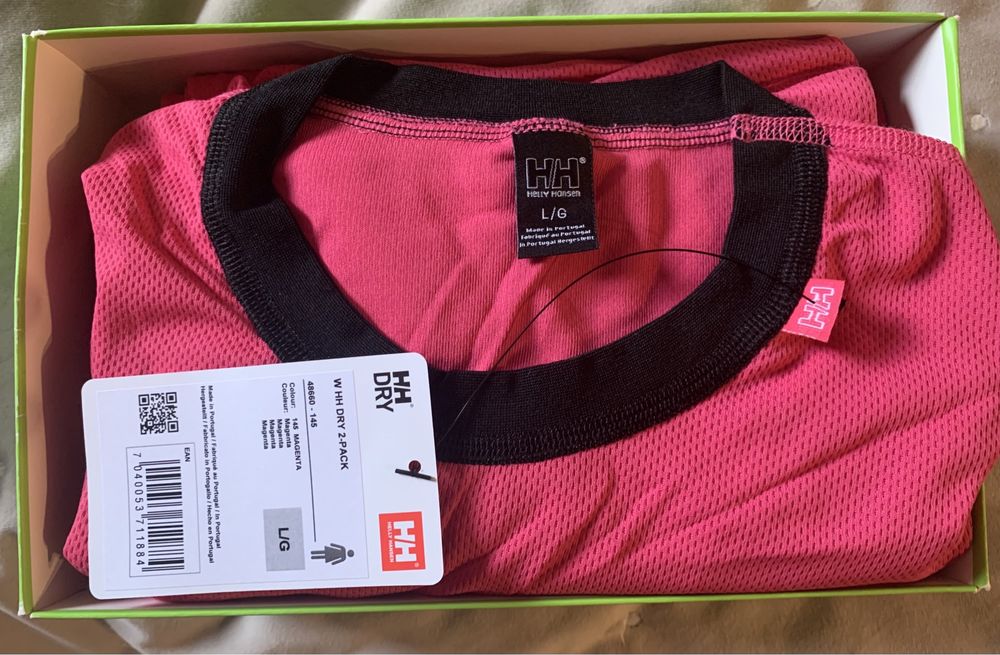 HH®
HELLY HANSEN
L/G
Made in Portugal
Fabriqué au Portugal
In Portugal Hergestellt
HH
HH®
DRY
W HH DRY 2-PACK
48660 - 145
Colour: 145 MAGENTA
Couleur: Magenta
Magenta
Magenta
L/G
Made in Portugal / Fabriqué au Portugal / In Portugal
Hergestellt / Fabbricato in Portogallo / Hecho en Portugal
EAN
7 040053 711884
HH®
HELLY HANSEN